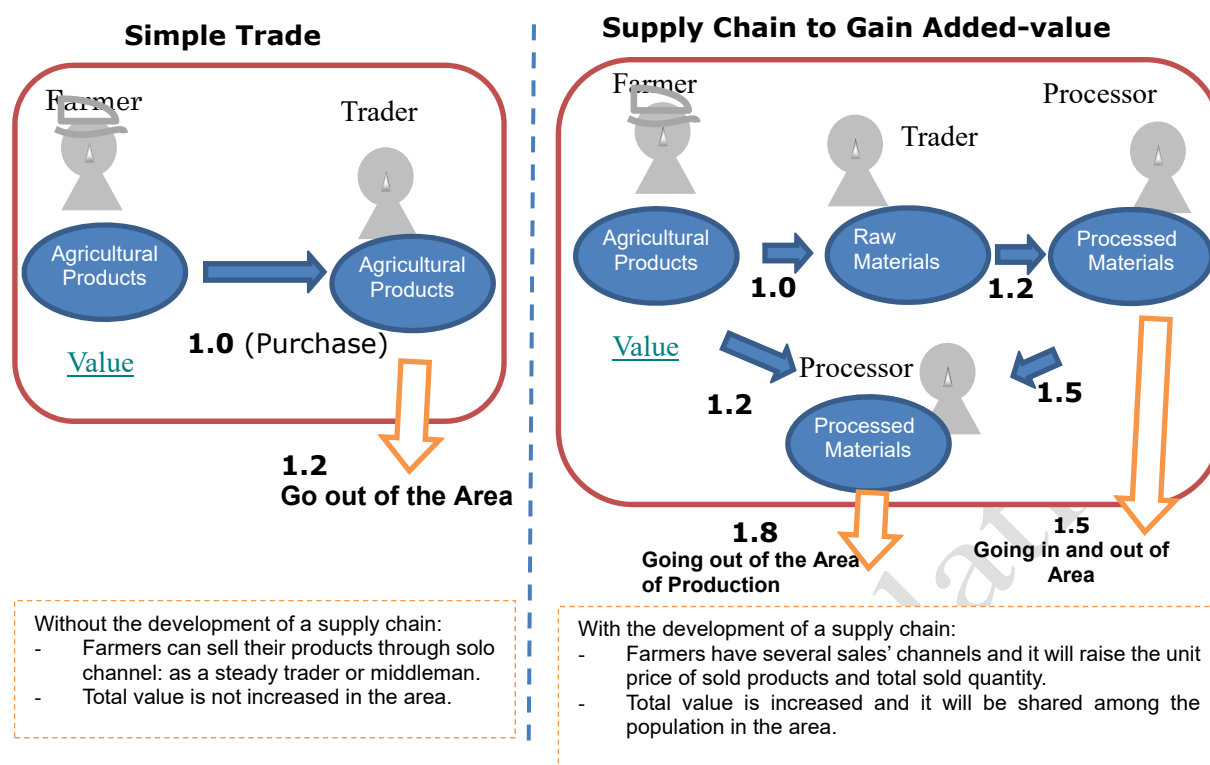 Simple Trade
Farmer
Trader
Agricultural
Products
Agricultural
Products
1.0 (Purchase)
Value
1.2
Go out of the Area
Without the development of a supply chain:
- Farmers can sell their products through solo
channel: as a steady trader or middleman.
- Total value is not increased in the area.
Supply Chain to Gain Added-value
Farmer
Trader
Processor
Agricultural
Products
Raw
Materials
Processed
Materials
1.0
1.2
Value
Processor
1.2
1.5
Processed
Materials
1.8
Going out of the Area
of Production
1.5
Going in and out of
Area
With the development of a supply chain:
- Farmers have several sales' channels and it will raise the unit
price of sold products and total sold quantity.
- Total value is increased and it will be shared among the
population in the area.